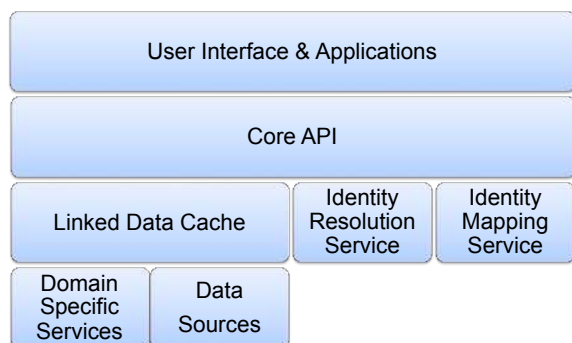 User Interface & Applications
Core API
Linked Data Cache
Identity
Resolution
Service
Identity
Mapping
Service
Domain
Specific
Services
Data
Sources